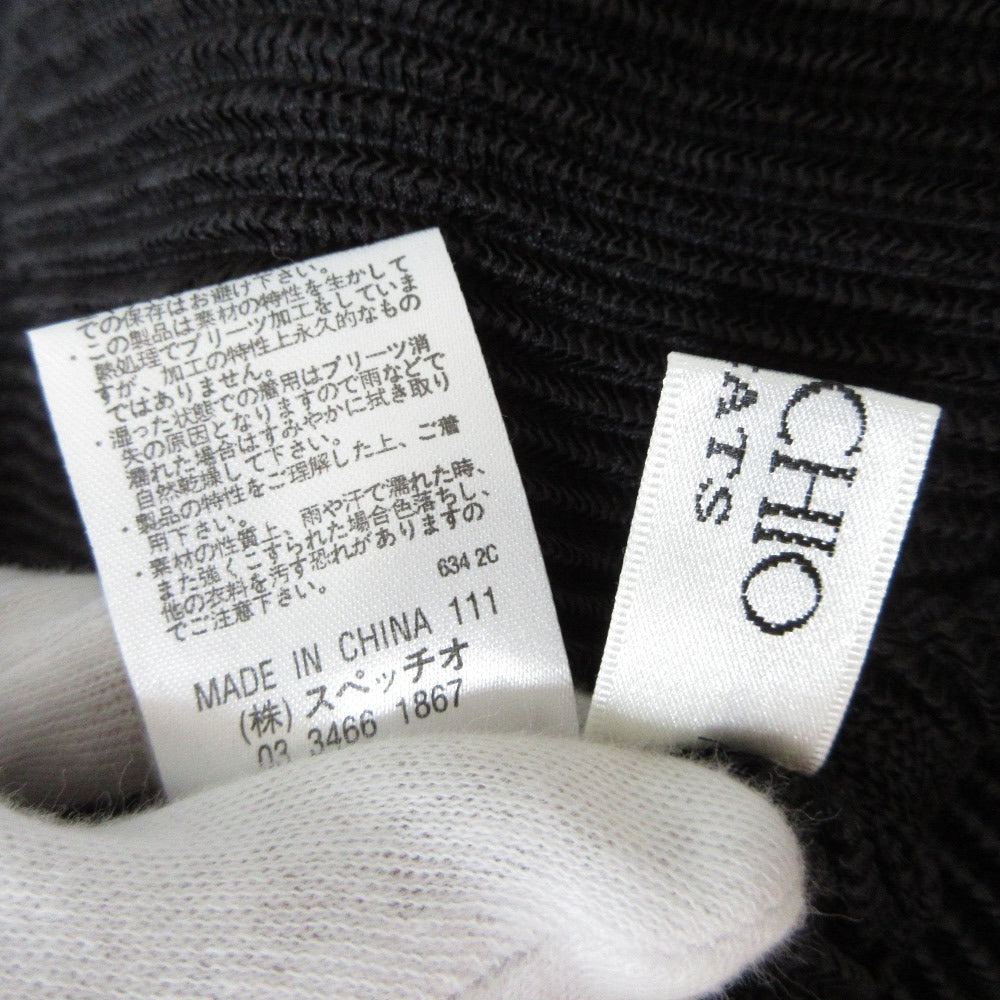 ての保存はお避け下さい。
・この製品は素材の特性を生かして
熱処理でプリーツ加工をしていま
すが、加工の特性上永久的なもの
ではありません。
・湿った状態での着用はプリーツ消
失の原因となりますので雨などで
濡れた場合はすみやかに拭き取り
自然乾燥して下さい。
・製品の特性をご理解した上、ご着
用下さい。
・素材の性質上、雨や汗で濡れた時、
また強くこすられた場合色落ちし、
他の衣料を汚す恐れがありますの
でご注意下さい。
634 2C
MADE IN CHINA 111
(株)スペッチオ
03 3466 1867
CHIO
ATS